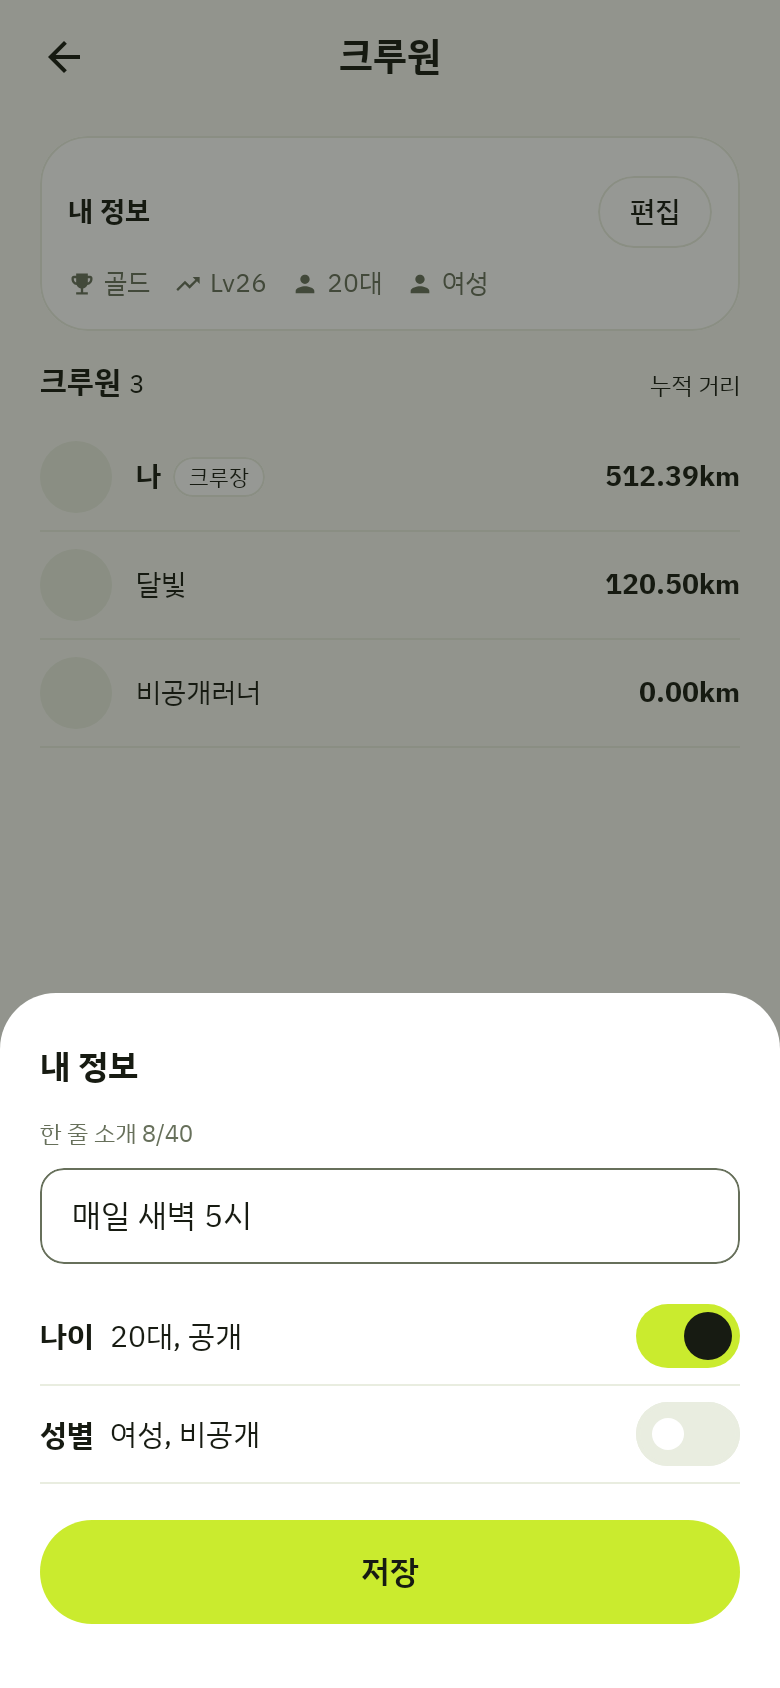 크루원
내 정보
편집
골드 Lv26 20대 여성
크루원 3
누적 거리
나 크루장 512.39km
달빛 120.50km
비공개러너 0.00km
내 정보
한 줄 소개 8/40
매일 새벽 5시
나이 20대, 공개
성별 여성, 비공개
저장